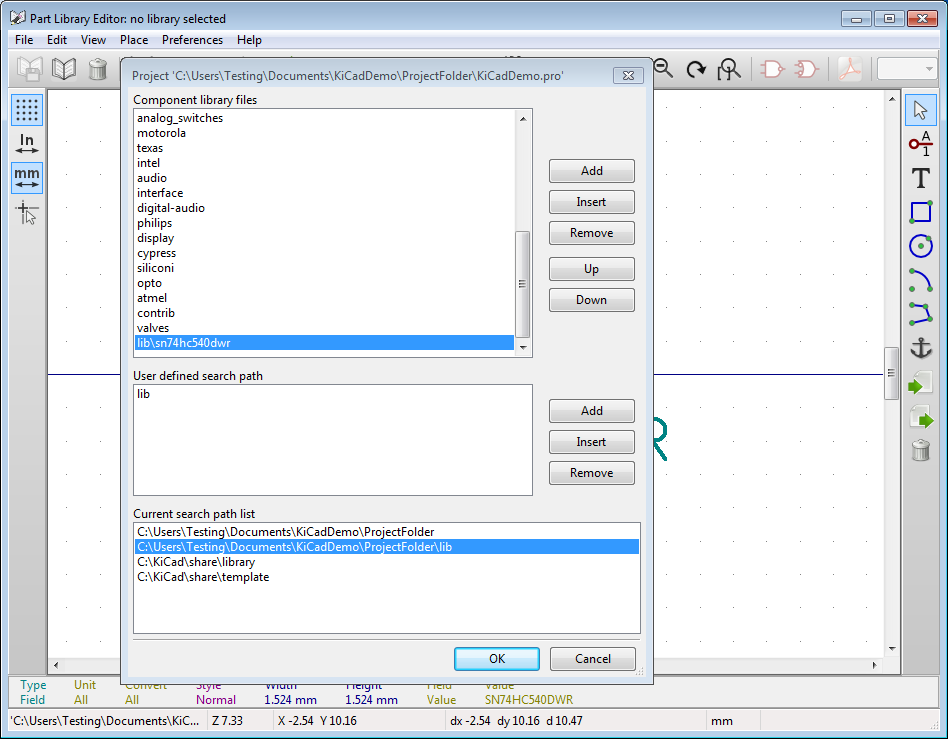 Part Library Editor: no library selected
File Edit View Place Preferences Help
Project 'C:\Users\Testing\Documents\KiCadDemo\ProjectFolder\KiCadDemo.pro'
Component library files
analog_switches
motorola
texas
intel
audio
interface
digital-audio
philips
display
cypress
siliconi
opto
atmel
contrib
valves
lib\sn74hc540dwr
Add
Insert
Remove
Up
Down
User defined search path
lib
Add
Insert
Remove
Current search path list
C:\Users\Testing\Documents\KiCadDemo\ProjectFolder
C:\Users\Testing\Documents\KiCadDemo\ProjectFolder\lib
C:\KiCad\share\library
C:\KiCad\share\template
OK Cancel
In
mm
A
1
T
R
Type Unit Convert Style Width Height Field Value
Field All All Normal 1.524 mm 1.524 mm Value SN74HC540DWR
'C:\Users\Testing\Documents\KiC... Z 7.33 X -2.54 Y 10.16 dx -2.54 dy 10.16 d 10.47 mm